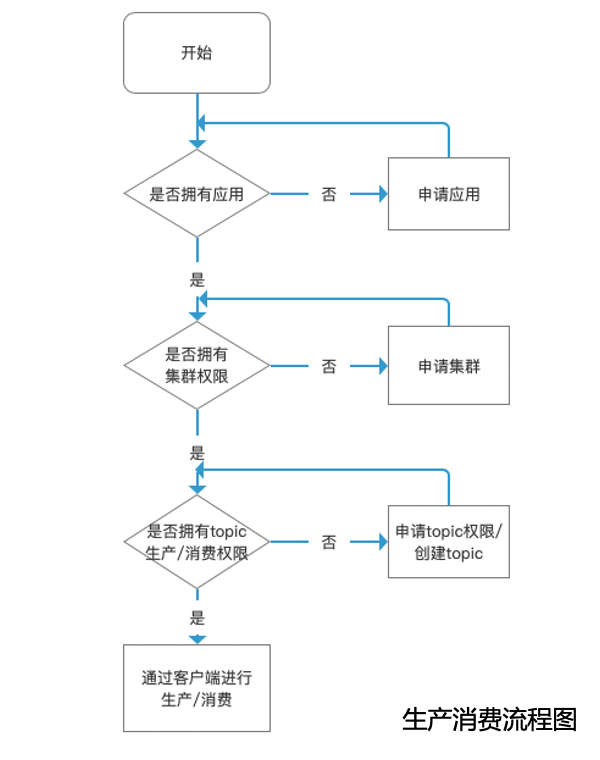 开始
是否拥有应用
否
申请应用
是
是否拥有
集群权限
否
申请集群
是
是否拥有topic
生产/消费权限
否
申请topic权限/
创建topic
是
通过客户端进行
生产/消费
生产消费流程图